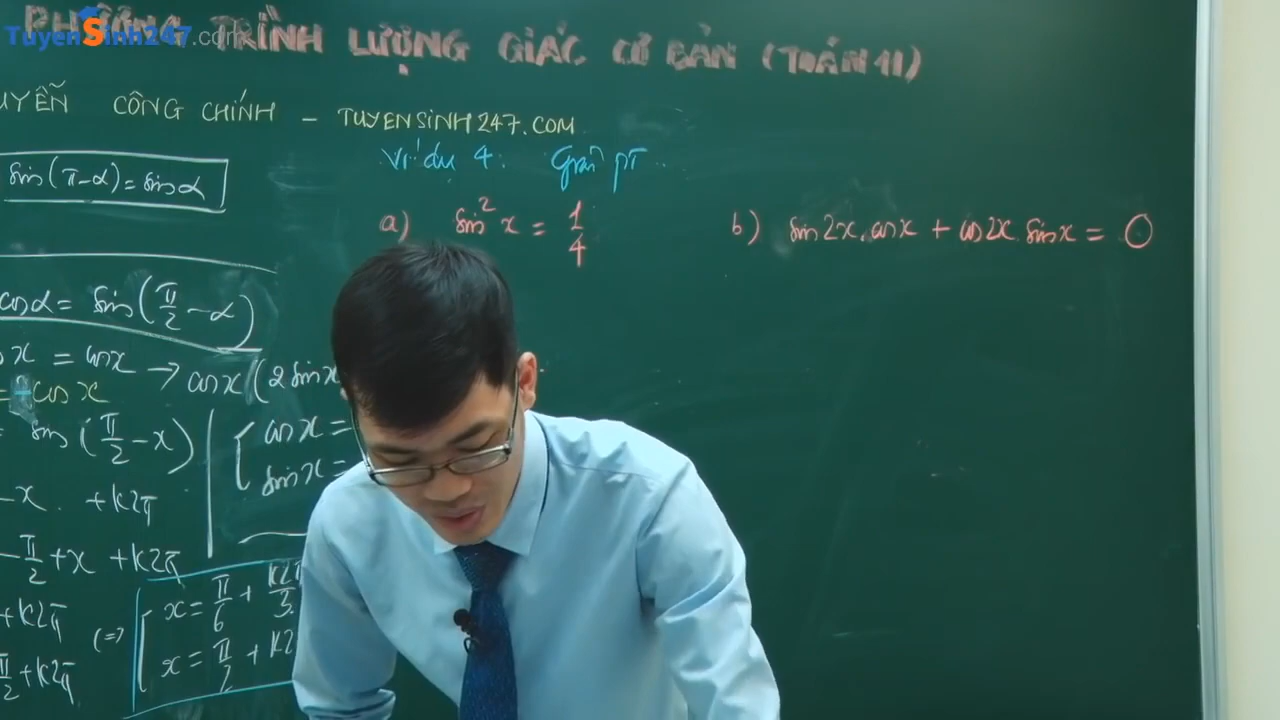 PHƯƠNG TRÌNH LƯỢNG GIÁC CƠ BẢN (TOÁN 11)
TuyenSinh247.com
UYỄN CÔNG CHÍNH – TUYENSINH247.COM
Ví dụ 4: Giải pt
sin(π-α)=sinα
a) sin²x = 1/4
b) sin2x.cosx + cos2x.sinx = 0
cosα = sin(π/2 - α)
x = cosx → cosx(2sinx
= cosx
sin(π/2 - x)
cosx =
sinx =
-x. + k2π
-π/2 + x + k2π
+ k2π
(=>
x = π/6 + k2π/3
x = π/2 + k2
π/2 + k2π